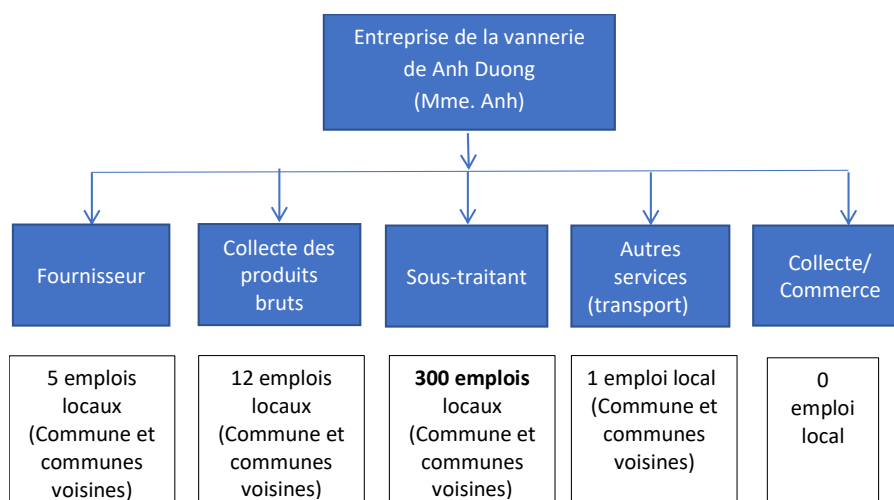 Entreprise de la vannerie
de Anh Duong
(Mme. Anh)
Fournisseur
Collecte des
produits
bruts
Sous-traitant
Autres
services
(transport)
Collecte/
Commerce
5 emplois
locaux
(Commune et
communes
voisines)
12 emplois
locaux
(Commune et
communes
voisines)
300 emplois
locaux
(Commune et
communes
voisines)
1 emploi local
(Commune et
communes
voisines)
0
emploi
local